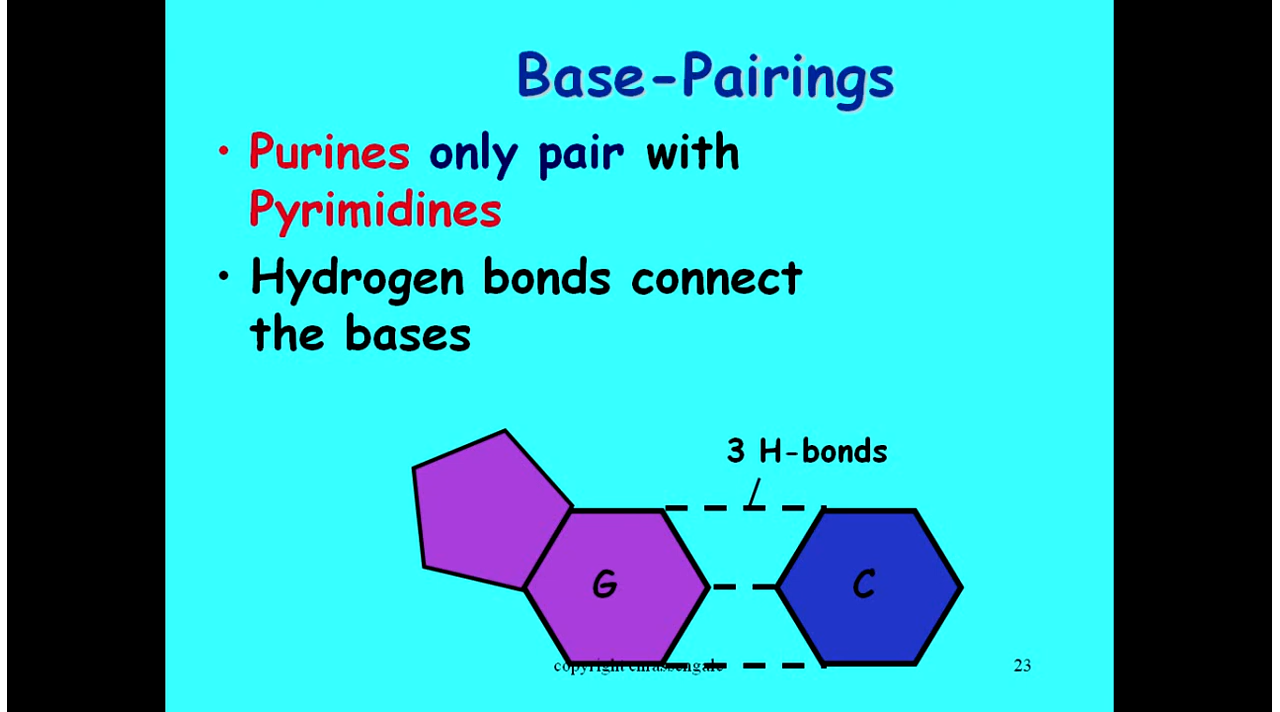 Base-Pairings
• Purines only pair with
Pyrimidines
• Hydrogen bonds connect
the bases
3 H-bonds
G
C
copyright cmassengale
23